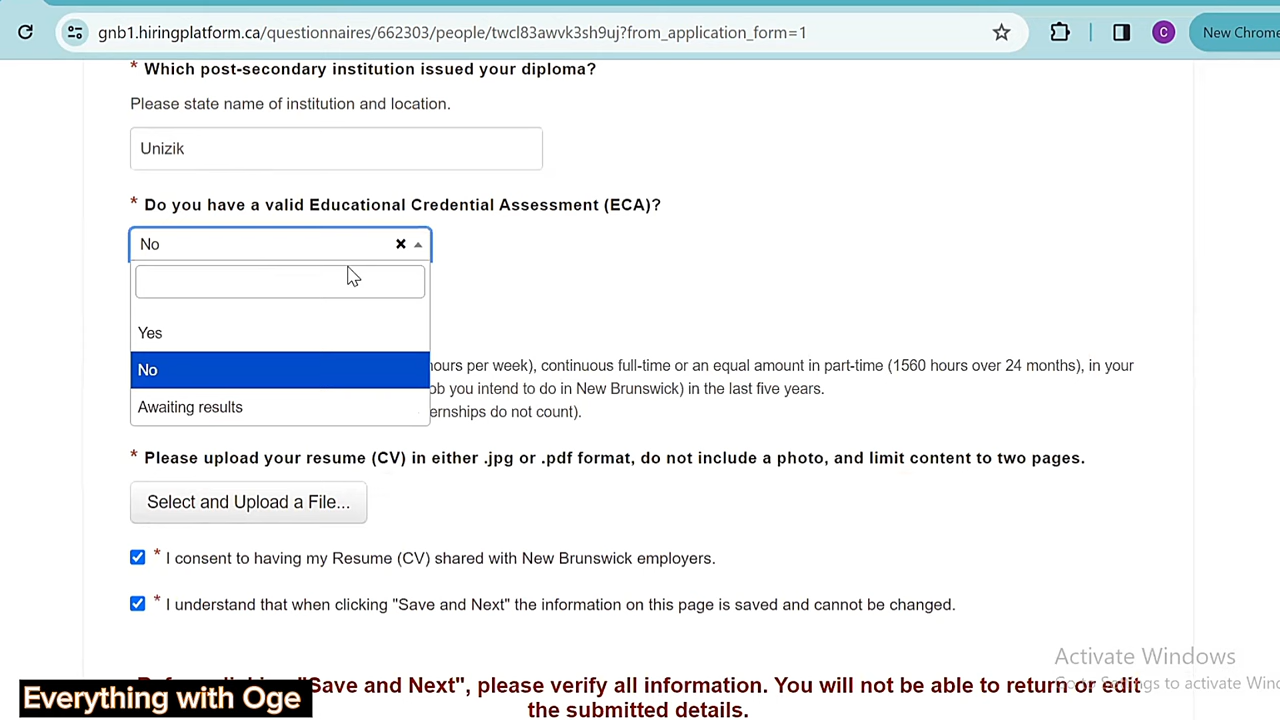 gnb1.hiringplatform.ca/questionnaires/662303/people/twcl83awvk3sh9uj?from_application_form=1
C
New Chrome
* Which post-secondary institution issued your diploma?
Please state name of institution and location.
Unizik
* Do you have a valid Educational Credential Assessment (ECA)?
No
Yes
No
hours per week), continuous full-time or an equal amount in part-time (1560 hours over 24 months), in your
ob you intend to do in New Brunswick) in the last five years.
Awaiting results
ernships do not count).
* Please upload your resume (CV) in either .jpg or .pdf format, do not include a photo, and limit content to two pages.
Select and Upload a File...
* I consent to having my Resume (CV) shared with New Brunswick employers.
* I understand that when clicking "Save and Next" the information on this page is saved and cannot be changed.
Activate Windows
Go to Settings to activate Win
"Save and Next", please verify all information. You will not be able to return or edit
the submitted details.
Everything with Oge